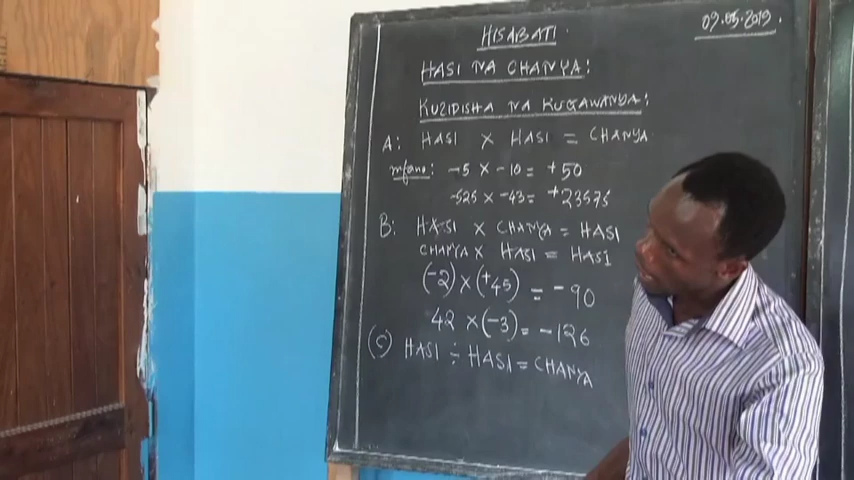 HISABATI.
09.05.2019
HASI NA CHANYA:
KUZIDISHA NA KUGAWANYA:
A: HASI X HASI = CHANYA
mfano: -5 X -10 = +50
-525 X -43 = +23575
B: HASI X CHANYA = HASI
CHANYA X HASI = HASI
(-2) X (+45) = -90
42 X (-3) = -126
(C) HASI ÷ HASI = CHANYA